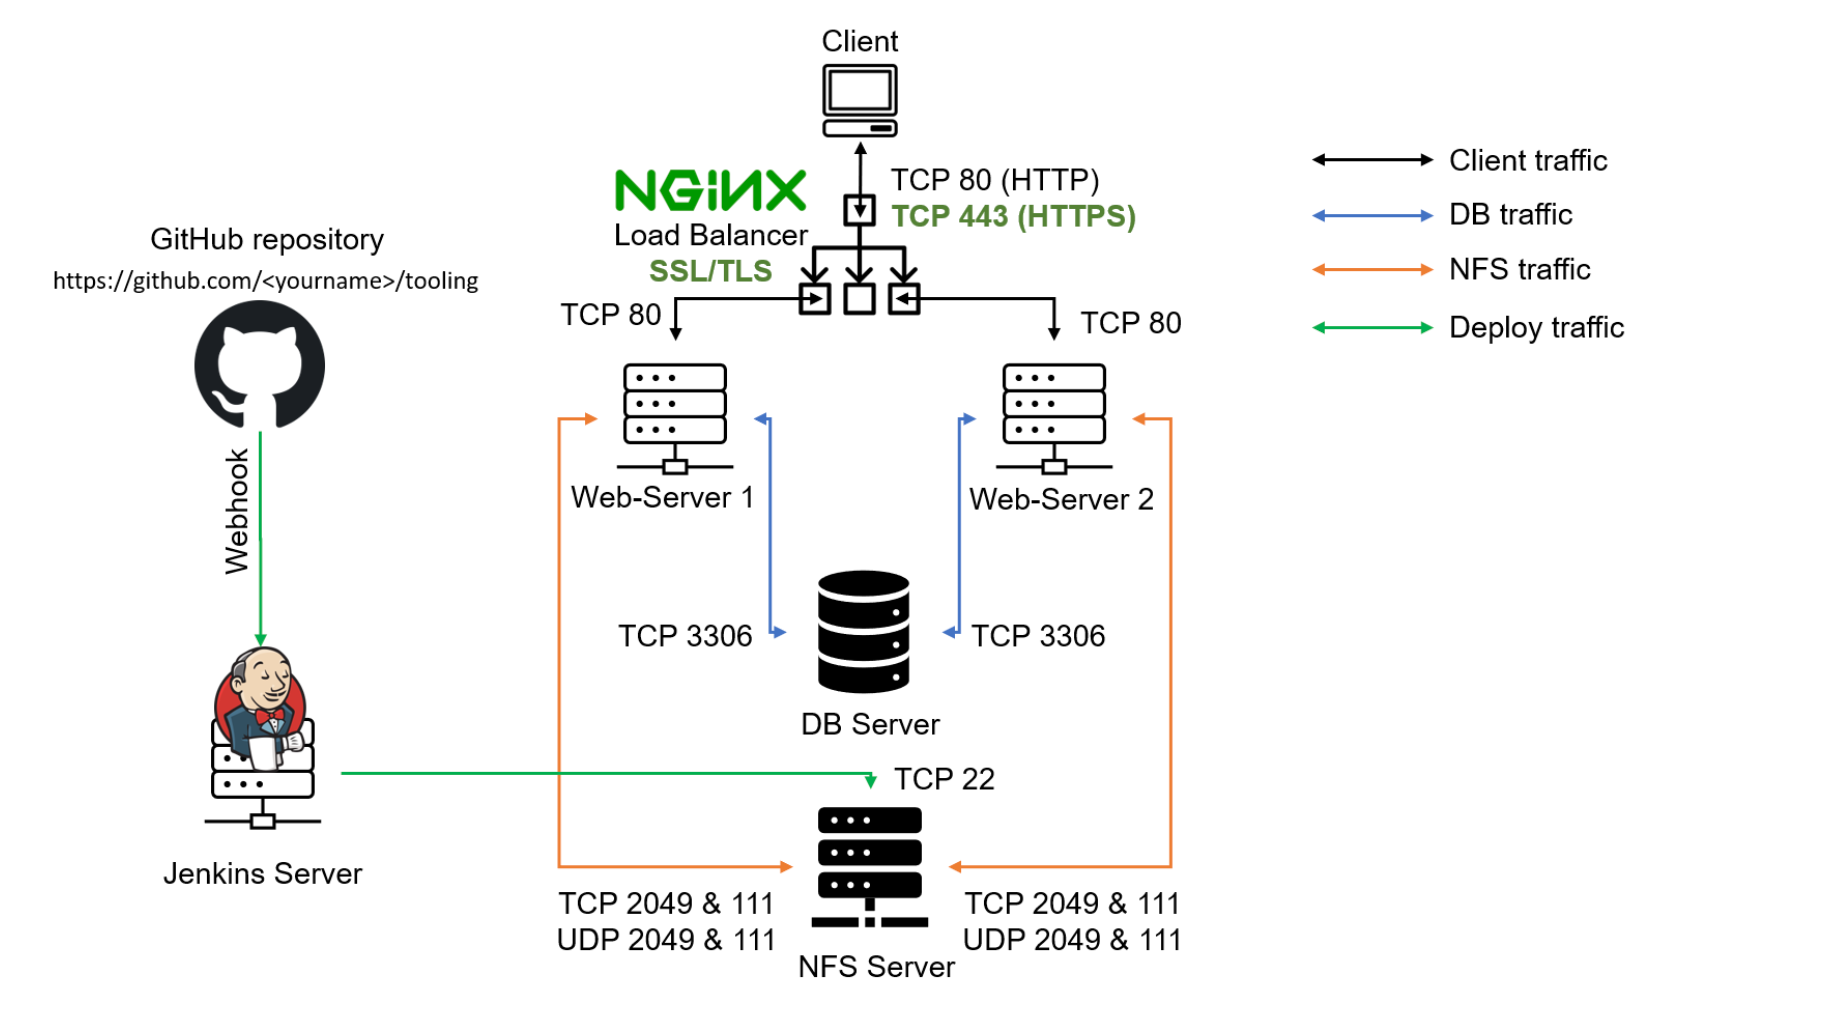 Client
NGINX
Load Balancer
SSL/TLS
TCP 80 (HTTP)
TCP 443 (HTTPS)
Client traffic
DB traffic
NFS traffic
Deploy traffic
GitHub repository
https://github.com/<yourname>/tooling
TCP 80
TCP 80
Webhook
Web-Server 1
Web-Server 2
TCP 3306
TCP 3306
DB Server
TCP 22
Jenkins Server
TCP 2049 & 111
UDP 2049 & 111
TCP 2049 & 111
UDP 2049 & 111
NFS Server